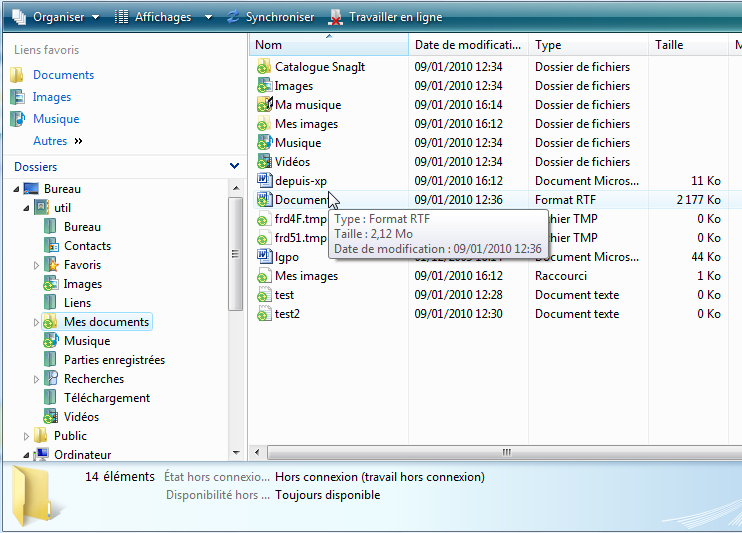 Organiser Affichages Synchroniser Travailler en ligne
Liens favoris
Documents
Images
Musique
Autres »
Dossiers
Bureau
util
Bureau
Contacts
Favoris
Images
Liens
Mes documents
Musique
Parties enregistrées
Recherches
Téléchargement
Vidéos
Public
Ordinateur
Nom Date de modificati... Type Taille M
Catalogue SnagIt 09/01/2010 12:34 Dossier de fichiers
Images 09/01/2010 12:34 Dossier de fichiers
Ma musique 09/01/2010 16:14 Dossier de fichiers
Mes images 09/01/2010 16:12 Dossier de fichiers
Musique 09/01/2010 12:34 Dossier de fichiers
Vidéos 09/01/2010 12:34 Dossier de fichiers
depuis-xp 09/01/2010 16:12 Document Micros... 11 Ko
Document 09/01/2010 12:36 Format RTF 2 177 Ko
frd4F.tmp hier TMP 0 Ko
frd51.tmp hier TMP 0 Ko
lgpo Document Micros... 44 Ko
Mes images 09/01/2010 16:12 Raccourci 1 Ko
test 09/01/2010 12:28 Document texte 0 Ko
test2 09/01/2010 12:30 Document texte 0 Ko
Type : Format RTF
Taille : 2,12 Mo
Date de modification : 09/01/2010 12:36
14 éléments État hors connexio... Hors connexion (travail hors connexion)
Disponibilité hors ... Toujours disponible